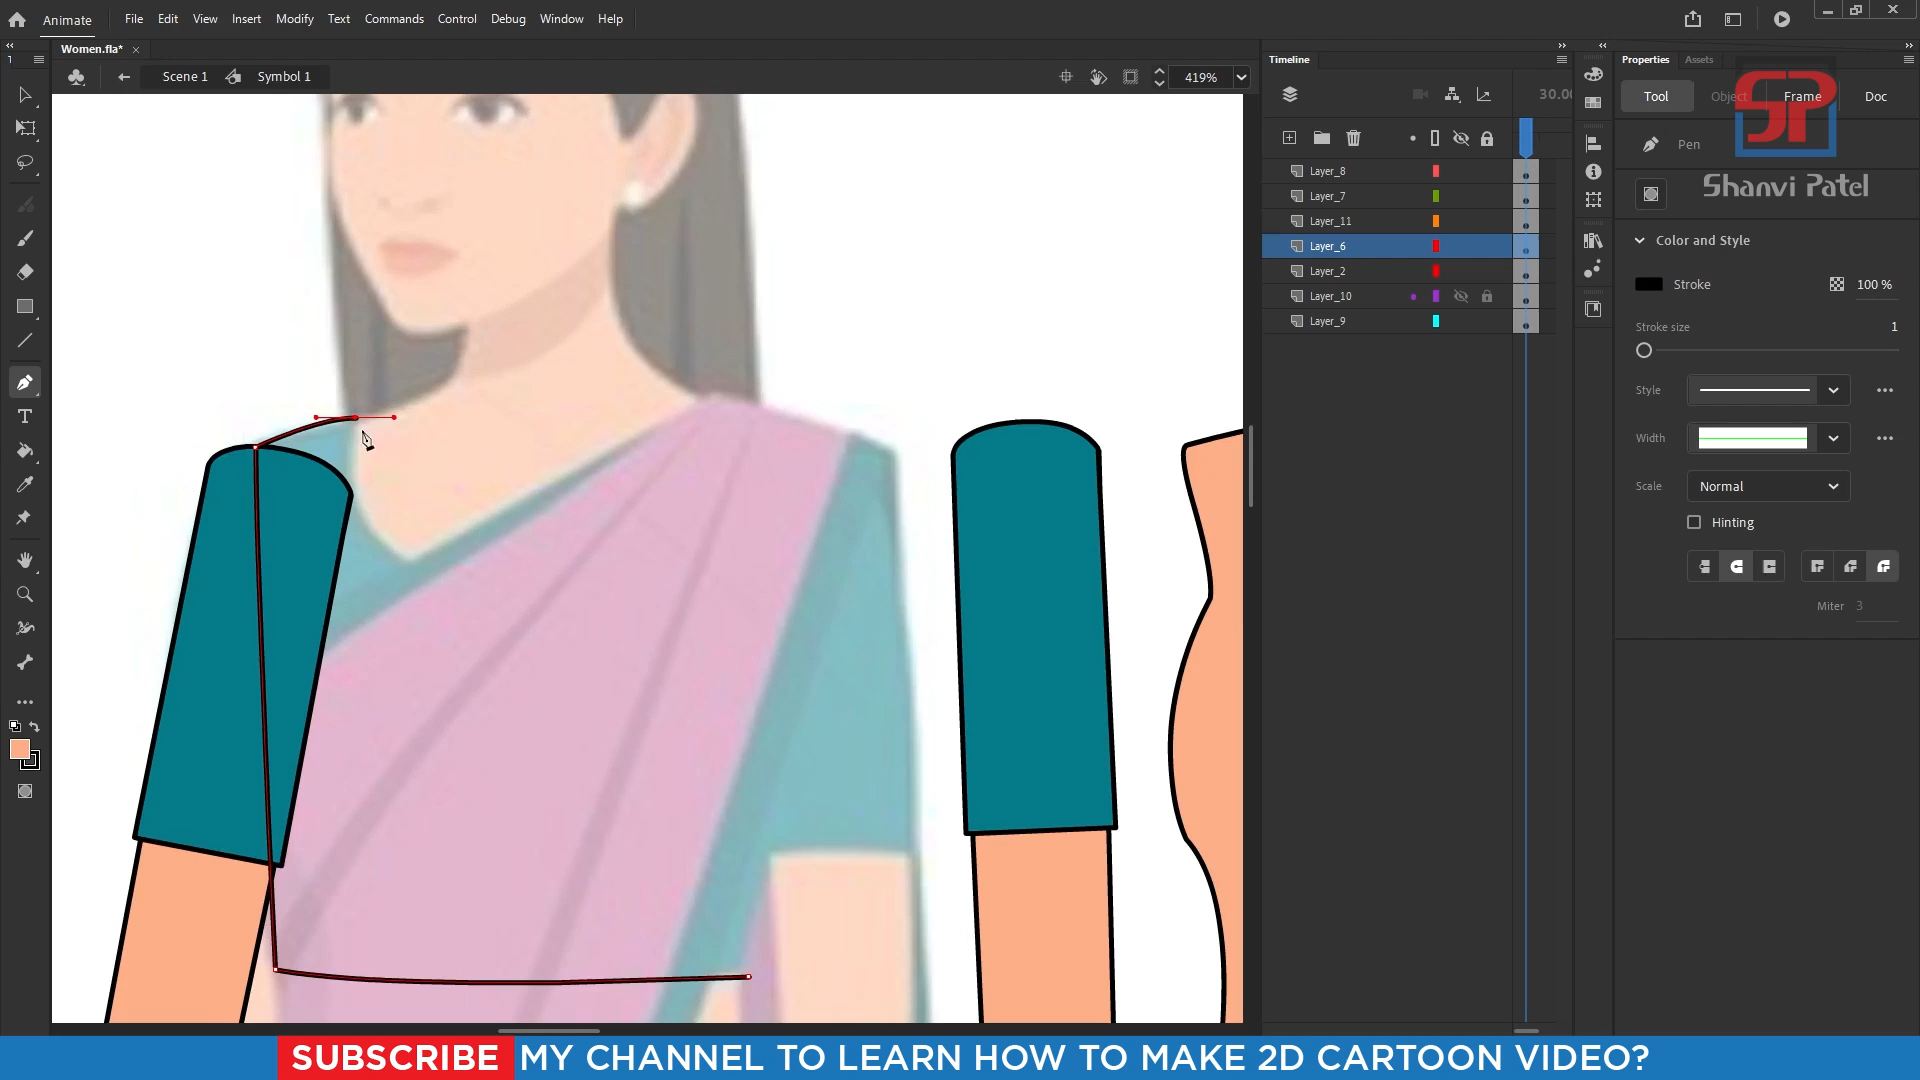 Animate File Edit View Insert Modify Text Commands Control Debug Window Help
Women.fla*
Scene 1 Symbol 1 419%
Timeline
30.00
Layer_8
Layer_7
Layer_11
Layer_6
Layer_2
Layer_10
Layer_9
Properties Assets
Tool Object Frame Doc
SP
Pen
Shanvi Patel
Color and Style
Stroke 100 %
Stroke size 1
Style
Width
Scale Normal
Hinting
Miter 3
SUBSCRIBE MY CHANNEL TO LEARN HOW TO MAKE 2D CARTOON VIDEO?